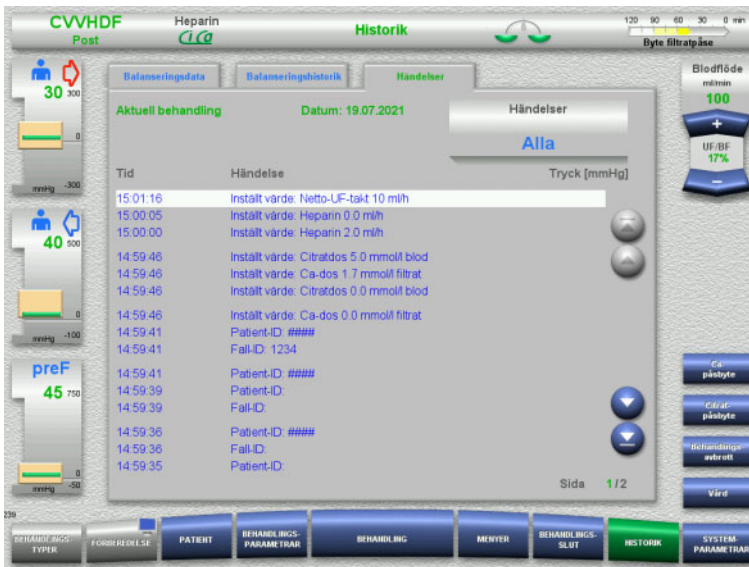 CVVHDF
Post
Heparin
Ci Ca
Historik
120 90 60 30 0 min
Byte filtratpåse
30 300
0
mmHg -300
40 500
0
mmHg -100
preF
45 750
0
mmHg -50
Balanseringsdata Balanseringshistorik Händelser
Aktuell behandling Datum: 19.07.2021
Händelser
Alla
Tid Händelse Tryck [mmHg]
15:01:16 Inställt värde: Netto-UF-takt 10 ml/h
15:00:05 Inställt värde: Heparin 0.0 ml/h
15:00:00 Inställt värde: Heparin 2.0 ml/h
14:59:46 Inställt värde: Citratdos 5.0 mmol/l blod
14:59:46 Inställt värde: Ca-dos 1.7 mmol/l filtrat
14:59:46 Inställt värde: Citratdos 0.0 mmol/l blod
14:59:46 Inställt värde: Ca-dos 0.0 mmol/l filtrat
14:59:41 Patient-ID: ####
14:59:41 Fall-ID: 1234
14:59:41 Patient-ID: ####
14:59:39 Patient-ID:
14:59:39 Fall-ID:
14:59:36 Patient-ID: ####
14:59:36 Fall-ID:
14:59:35 Patient-ID:
Sida 1/2
Blodflöde
ml/min
100
+
UF/BF
17%
−
Ca-
påsbyte
Citrat-
påsbyte
Behandlings-
avbrott
Vård
239
BEHANDLINGS-
TYPER
FÖRBEREDELSE
PATIENT
BEHANDLINGS-
PARAMETRAR
BEHANDLING
MENYER
BEHANDLINGS-
SLUT
HISTORIK
SYSTEM-
PARAMETRAR